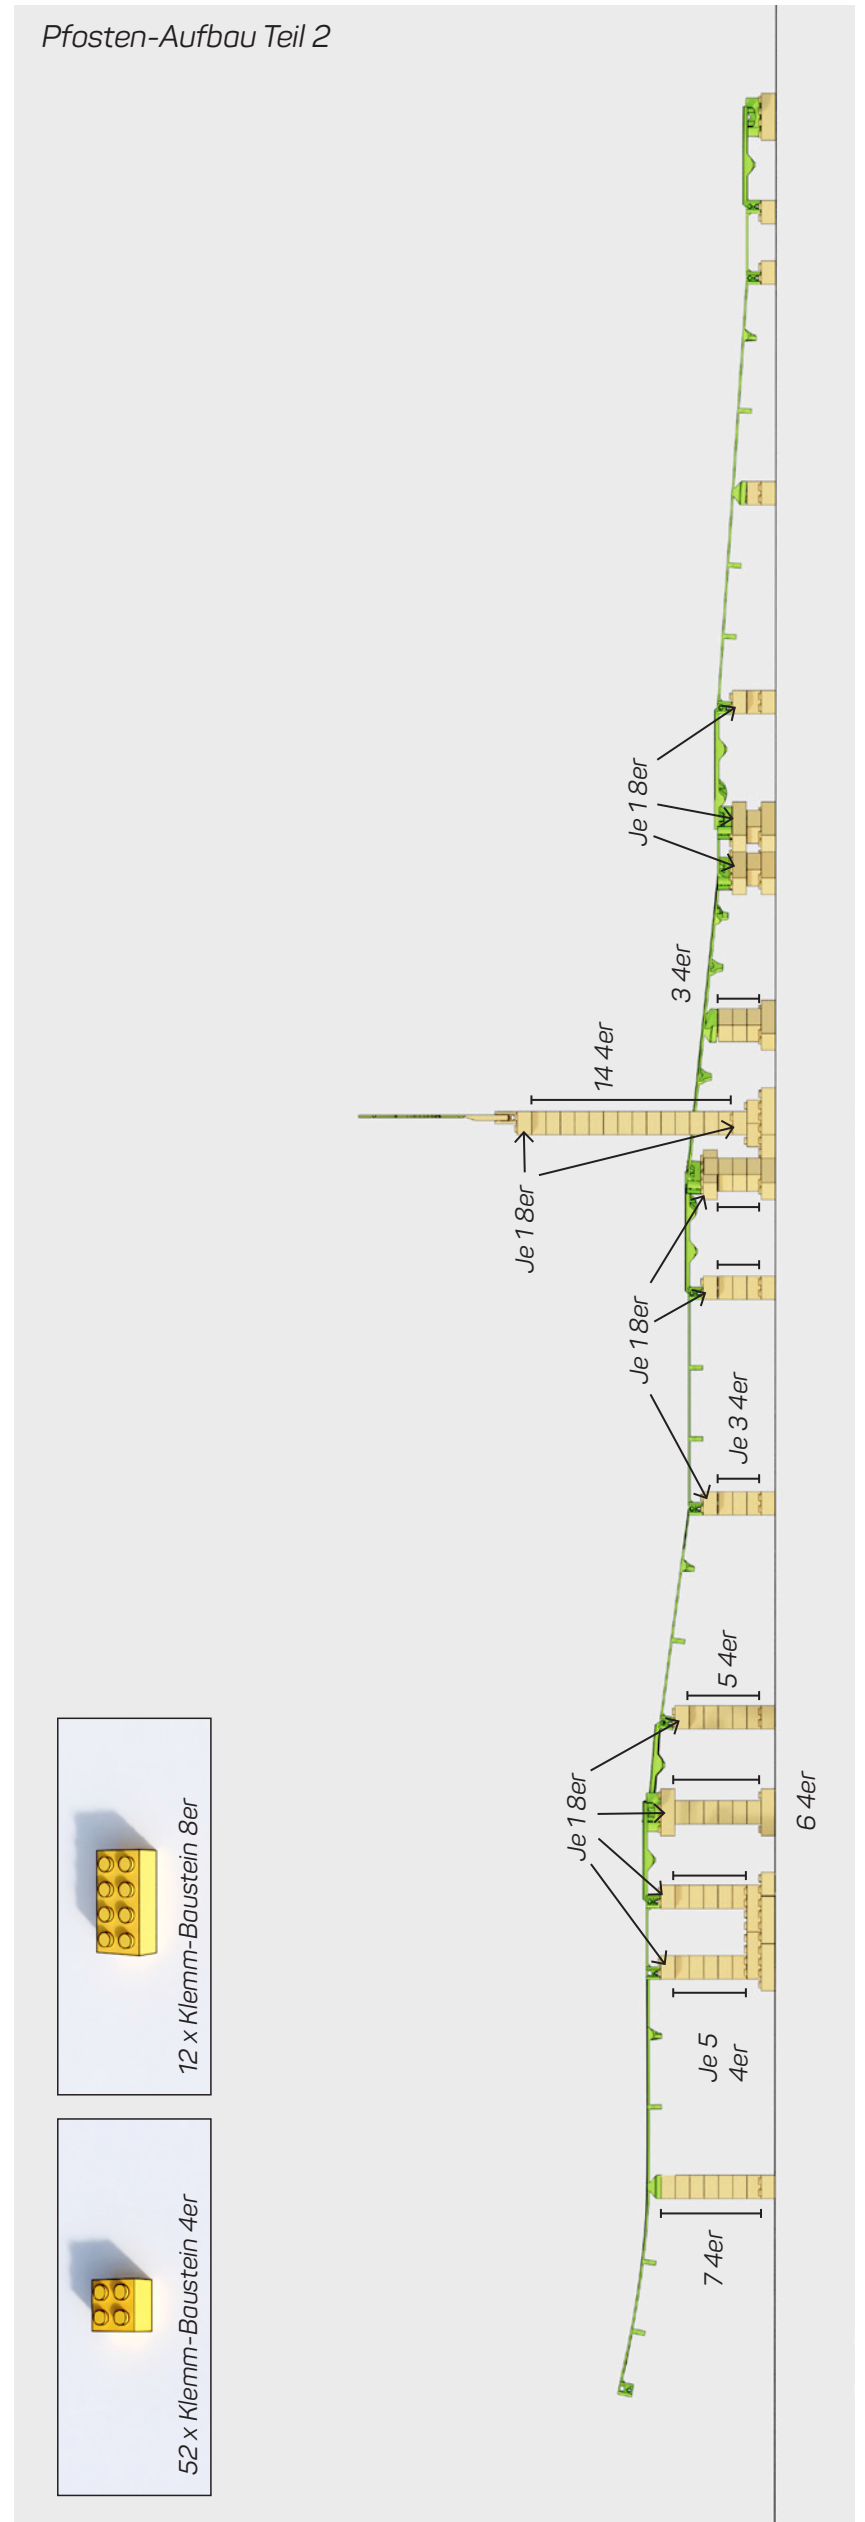 Pfosten-Aufbau Teil 2
52 x Klemm-Baustein 4er
12 x Klemm-Baustein 8er
7 4er
Je 5
4er
Je 1 8er
6 4er
5 4er
Je 3 4er
Je 1 8er
Je 1 8er
14 4er
3 4er
Je 1 8er